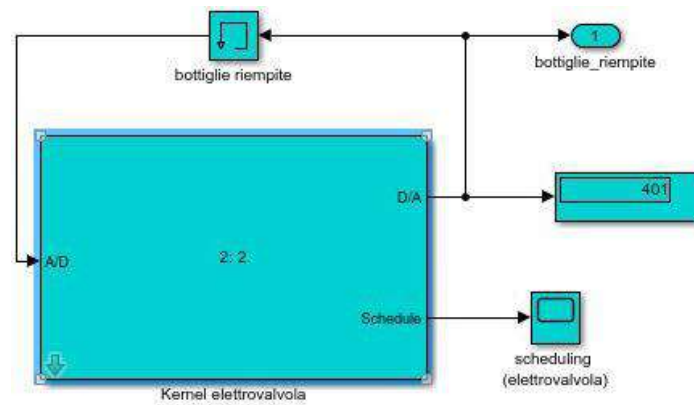 1
bottiglie riempite
bottiglie_riempite
D/A
401
A/D
2: 2
Schedule
scheduling
(elettrovalvola)
Kernel elettrovalvola